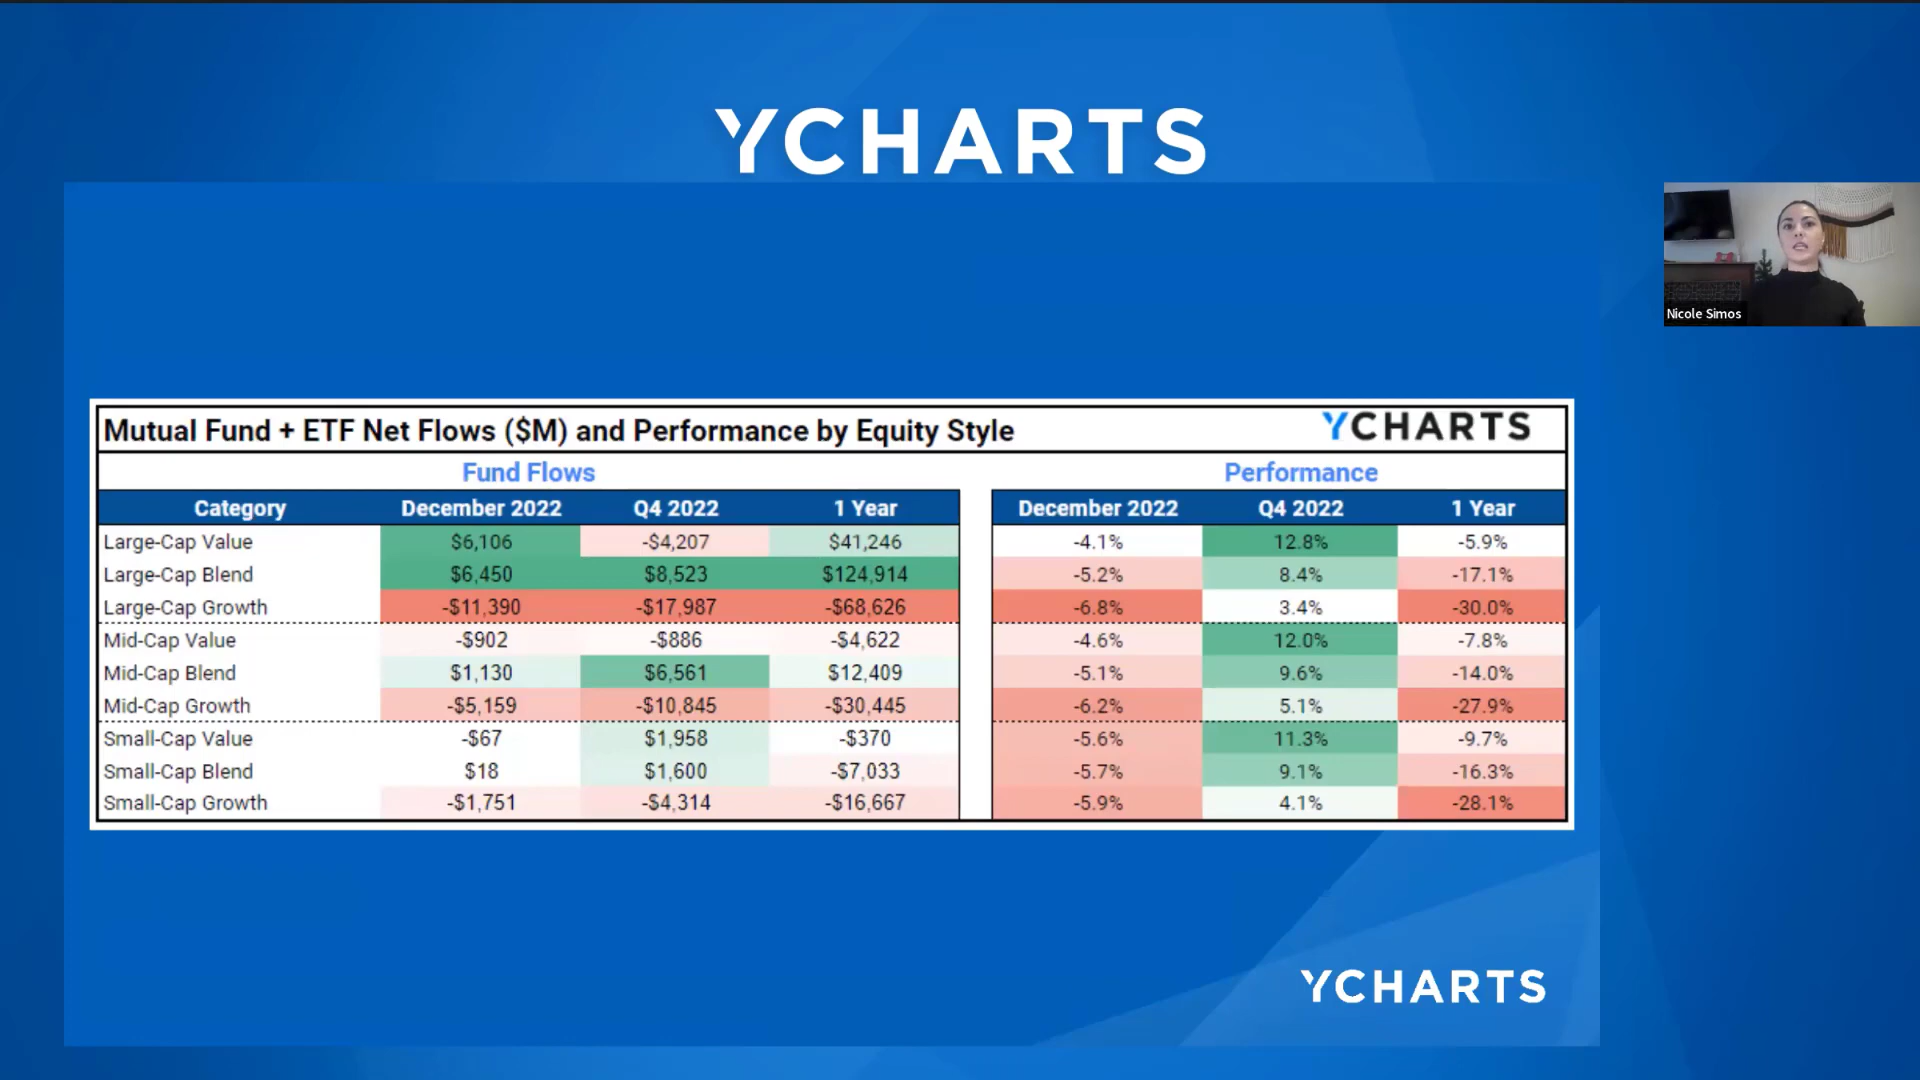 YCHARTS
Nicole Simos
Mutual Fund + ETF Net Flows ($M) and Performance by Equity Style YCHARTS
Fund Flows Performance
Category December 2022 Q4 2022 1 Year December 2022 Q4 2022 1 Year
Large-Cap Value $6,106 -$4,207 $41,246 -4.1% 12.8% -5.9%
Large-Cap Blend $6,450 $8,523 $124,914 -5.2% 8.4% -17.1%
Large-Cap Growth -$11,390 -$17,987 -$68,626 -6.8% 3.4% -30.0%
Mid-Cap Value -$902 -$886 -$4,622 -4.6% 12.0% -7.8%
Mid-Cap Blend $1,130 $6,561 $12,409 -5.1% 9.6% -14.0%
Mid-Cap Growth -$5,159 -$10,845 -$30,445 -6.2% 5.1% -27.9%
Small-Cap Value -$67 $1,958 -$370 -5.6% 11.3% -9.7%
Small-Cap Blend $18 $1,600 -$7,033 -5.7% 9.1% -16.3%
Small-Cap Growth -$1,751 -$4,314 -$16,667 -5.9% 4.1% -28.1%
YCHARTS